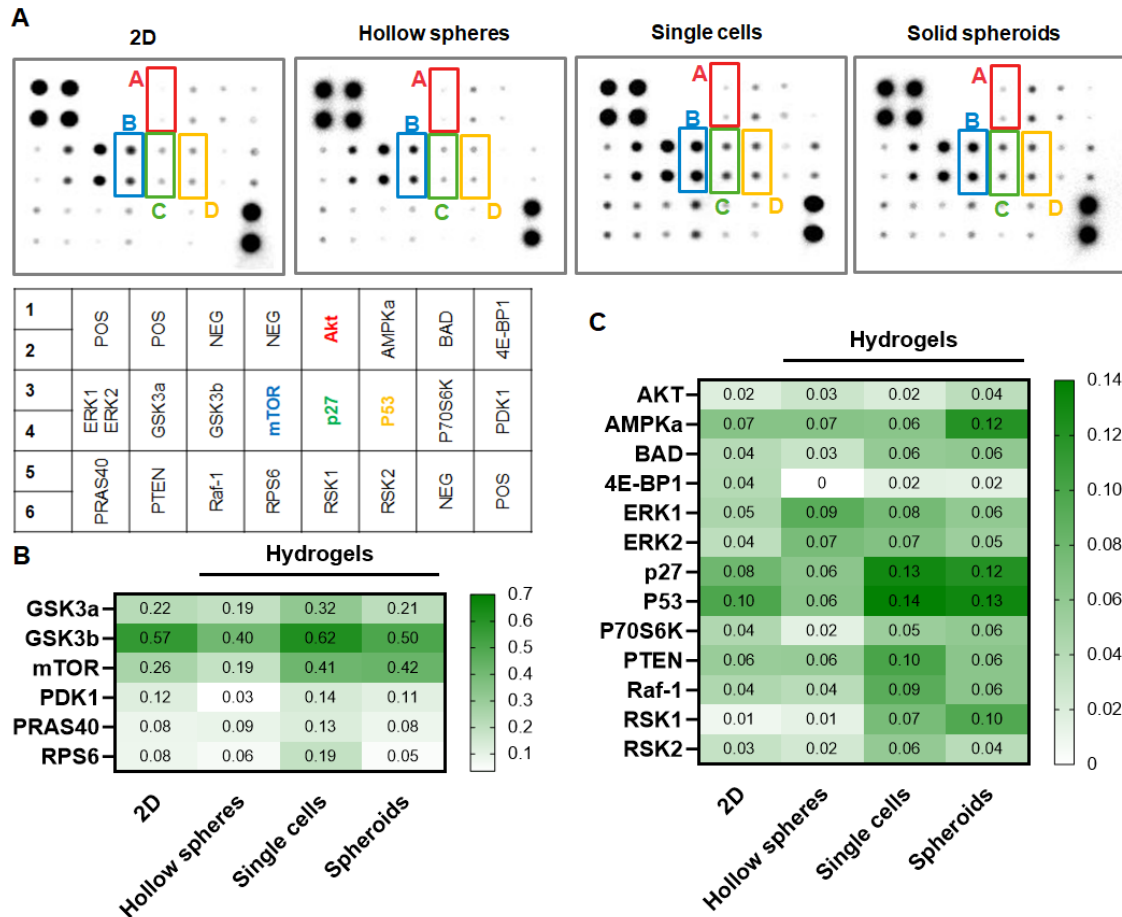 A
2D
Hollow spheres
Single cells
Solid spheroids
A
B
C
D
A
B
C
D
A
B
C
D
A
B
C
D
1
2
POS
POS
NEG
NEG
Akt
AMPKa
BAD
4E-BP1
3
4
ERK1
ERK2
GSK3a
GSK3b
mTOR
p27
P53
P70S6K
PDK1
5
6
PRAS40
PTEN
Raf-1
RPS6
RSK1
RSK2
NEG
POS
B
Hydrogels
GSK3a 0.22 0.19 0.32 0.21
GSK3b 0.57 0.40 0.62 0.50
mTOR 0.26 0.19 0.41 0.42
PDK1 0.12 0.03 0.14 0.11
PRAS40 0.08 0.09 0.13 0.08
RPS6 0.08 0.06 0.19 0.05
2D
Hollow spheres
Single cells
Spheroids
0.7
0.6
0.5
0.4
0.3
0.2
0.1
C
Hydrogels
AKT 0.02 0.03 0.02 0.04
AMPKa 0.07 0.07 0.06 0.12
BAD 0.04 0.03 0.06 0.06
4E-BP1 0.04 0 0.02 0.02
ERK1 0.05 0.09 0.08 0.06
ERK2 0.04 0.07 0.07 0.05
p27 0.08 0.06 0.13 0.12
P53 0.10 0.06 0.14 0.13
P70S6K 0.04 0.02 0.05 0.06
PTEN 0.06 0.06 0.10 0.06
Raf-1 0.04 0.04 0.09 0.06
RSK1 0.01 0.01 0.07 0.10
RSK2 0.03 0.02 0.06 0.04
2D
Hollow spheres
Single cells
Spheroids
0.14
0.12
0.10
0.08
0.06
0.04
0.02
0